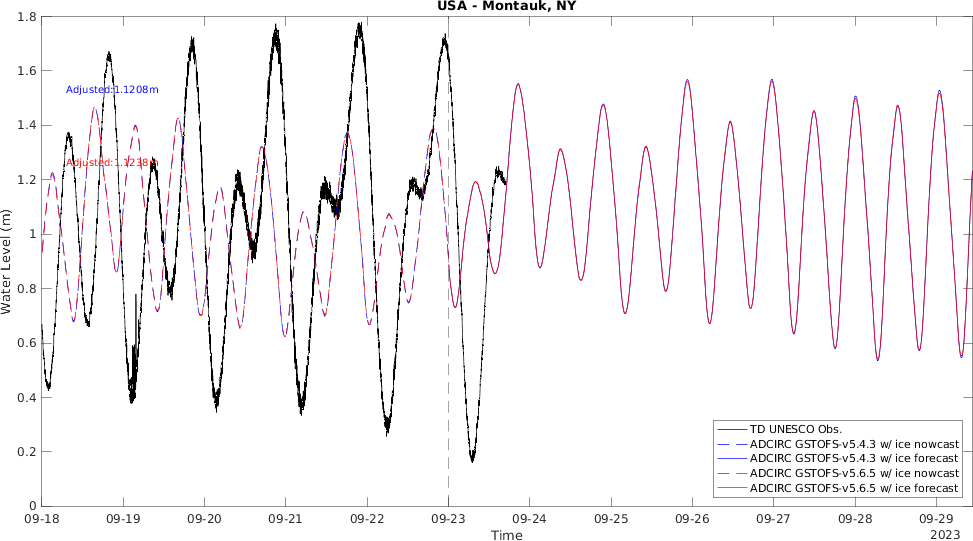 USA - Montauk, NY
1.8
1.6
1.4
1.2
1
0.8
0.6
0.4
0.2
0
Water Level (m)
Adjusted:1.1208m
Adjusted:1.1238m
TD UNESCO Obs.
ADCIRC GSTOFS-v5.4.3 w/ ice nowcast
ADCIRC GSTOFS-v5.4.3 w/ ice forecast
ADCIRC GSTOFS-v5.6.5 w/ ice nowcast
ADCIRC GSTOFS-v5.6.5 w/ ice forecast
09-18 09-19 09-20 09-21 09-22 09-23 09-24 09-25 09-26 09-27 09-28 09-29
Time
2023